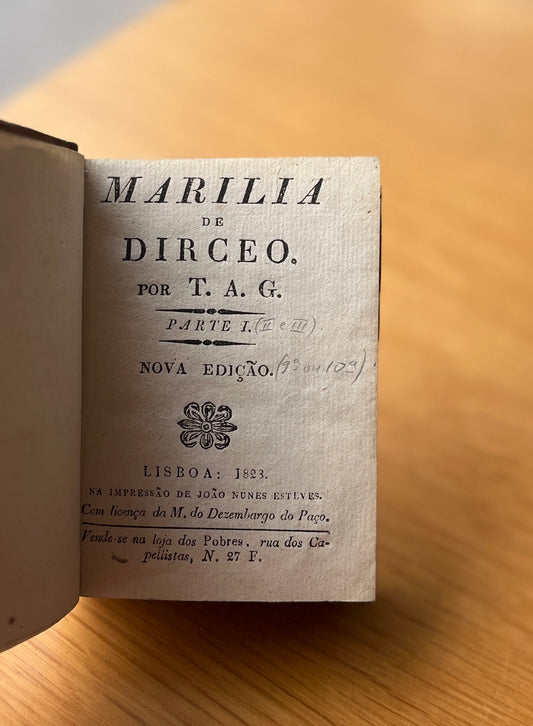 MARILIA
DE
DIRCEO.
POR T. A. G.
PARTE I. (II e III).
NOVA EDIÇÃO. (9ª ou 10ª)
LISBOA: 1823.
NA IMPRESSÃO DE JOÃO NUNES ESTEVES.
Com licença da M. do Dezembargo do Paço.
Vende-se na loja dos Pobres, rua dos Ca-
pellistas, N. 27 F.